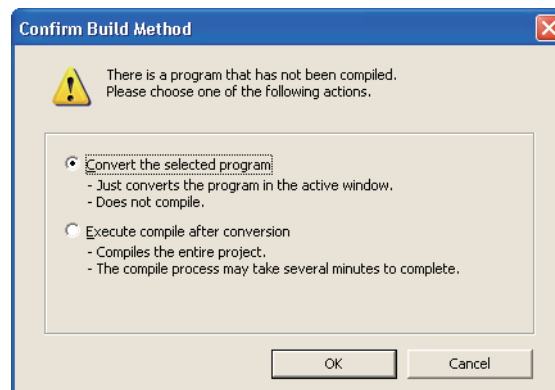 Confirm Build Method
There is a program that has not been compiled.
Please choose one of the following actions.
Convert the selected program
- Just converts the program in the active window.
- Does not compile.
Execute compile after conversion
- Compiles the entire project.
- The compile process may take several minutes to complete.
OK
Cancel